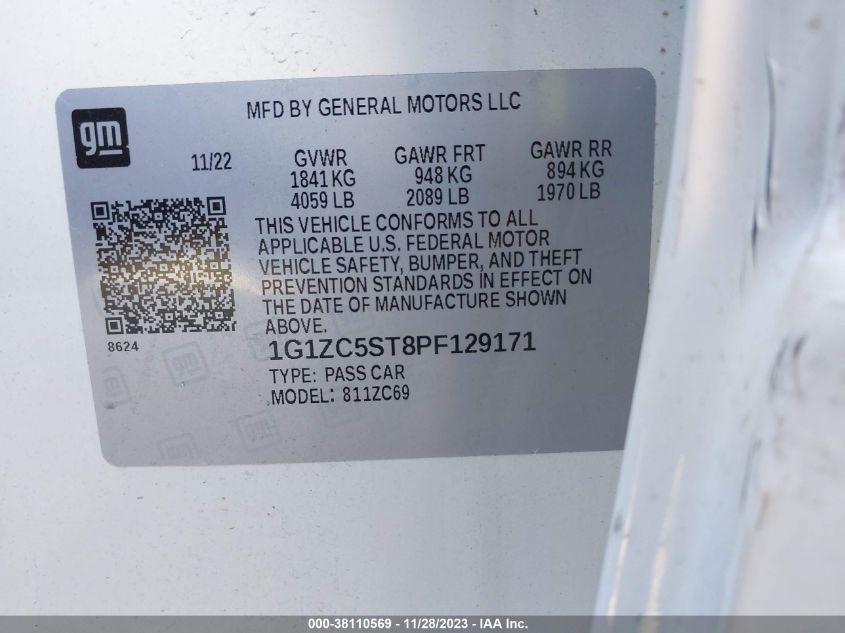 MFD BY GENERAL MOTORS LLC
gm
11/22 GVWR GAWR FRT GAWR RR
1841 KG 948 KG 894 KG
4059 LB 2089 LB 1970 LB
THIS VEHICLE CONFORMS TO ALL
APPLICABLE U.S. FEDERAL MOTOR
VEHICLE SAFETY, BUMPER, AND THEFT
PREVENTION STANDARDS IN EFFECT ON
THE DATE OF MANUFACTURE SHOWN
ABOVE.
8624
1G1ZC5ST8PF129171
TYPE: PASS CAR
MODEL: 811ZC69
000-38110569 - 11/28/2023 - IAA Inc.